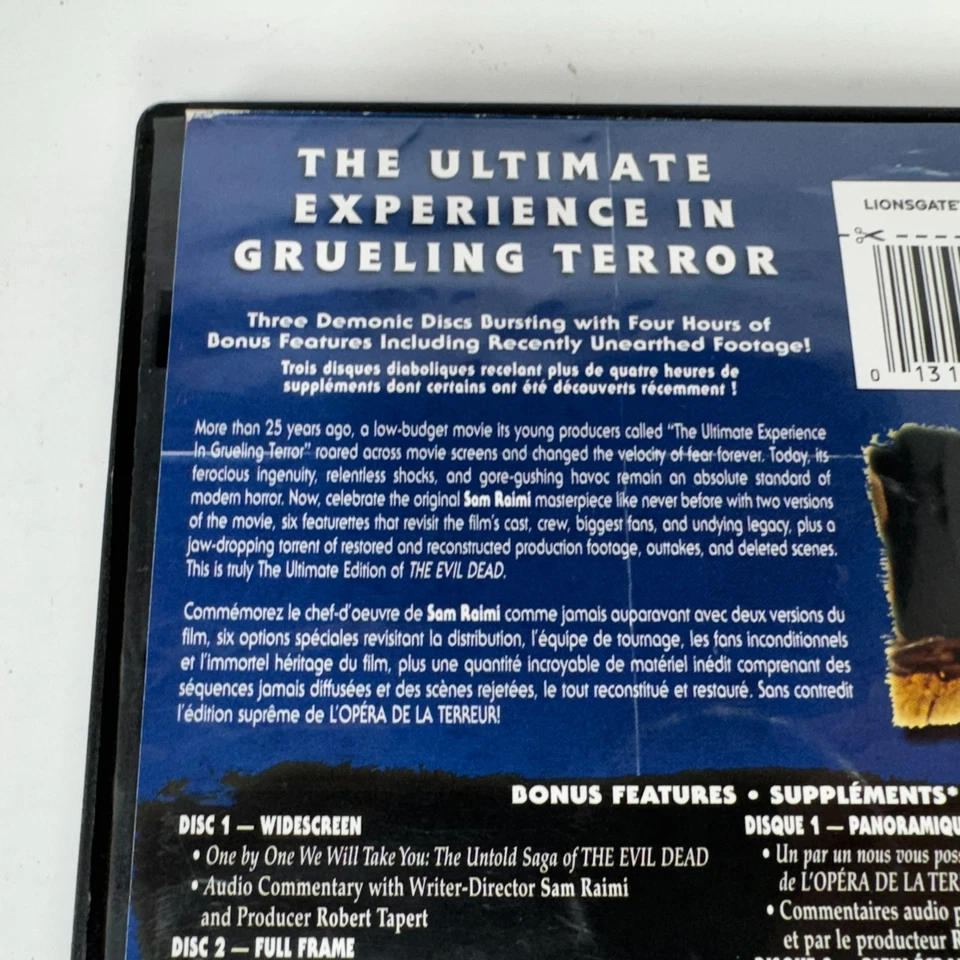 THE ULTIMATE
EXPERIENCE IN
GRUELING TERROR
LIONSGATE
Three Demonic Discs Bursting with Four Hours of
Bonus Features Including Recently Unearthed Footage!
Trois disques diaboliques recelant plus de quatre heures de
suppléments dont certains ont été découverts récemment !
0 13 1
More than 25 years ago, a low-budget movie its young producers called “The Ultimate Experience
In Grueling Terror” roared across movie screens and changed the velocity of fear forever. Today, its
ferocious ingenuity, relentless shocks, and gore-gushing havoc remain an absolute standard of
modern horror. Now, celebrate the original Sam Raimi masterpiece like never before with two versions
of the movie, six featurettes that revisit the film’s cast, crew, biggest fans, and undying legacy, plus a
jaw-dropping torrent of restored and reconstructed production footage, outtakes, and deleted scenes.
This is truly The Ultimate Edition of THE EVIL DEAD.
Commémorez le chef-d’oeuvre de Sam Raimi comme jamais auparavant avec deux versions du
film, six options spéciales revisitant la distribution, l’équipe de tournage, les fans inconditionnels
et l’immortel héritage du film, plus une quantité incroyable de matériel inédit comprenant des
séquences jamais diffusées et des scènes rejetées, le tout reconstitué et restauré. Sans contredit
l’édition suprême de L’OPÉRA DE LA TERREUR!
BONUS FEATURES • SUPPLÉMENTS*
DISC 1 — WIDESCREEN
• One by One We Will Take You: The Untold Saga of THE EVIL DEAD
• Audio Commentary with Writer-Director Sam Raimi
and Producer Robert Tapert
DISC 2 — FULL FRAME
DISQUE 1 — PANORAMIQU
• Un par un nous vous pos
de L’OPÉRA DE LA TER
• Commentaires audio p
et par le producteur R